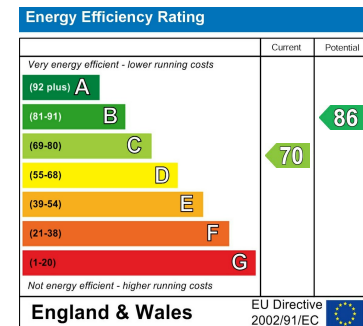 Energy Efficiency Rating
Current Potential
Very energy efficient - lower running costs
(92 plus) A
(81-91) B
86
(69-80) C
70
(55-68) D
(39-54) E
(21-38) F
(1-20) G
Not energy efficient - higher running costs
England & Wales
EU Directive
2002/91/EC